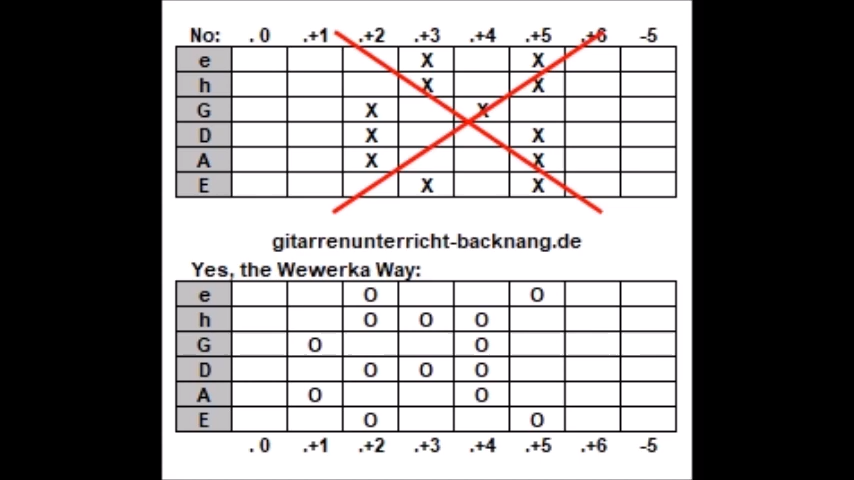 No: . 0 .+1 .+2 .+3 .+4 .+5 .+6 -5
e X X
h X X
G X X
D X X
A X X
E X X
gitarrenunterricht-backnang.de
Yes, the Wewerka Way:
e O O
h O O O
G O O
D O O O
A O O
E O O
. 0 .+1 .+2 .+3 .+4 .+5 .+6 -5